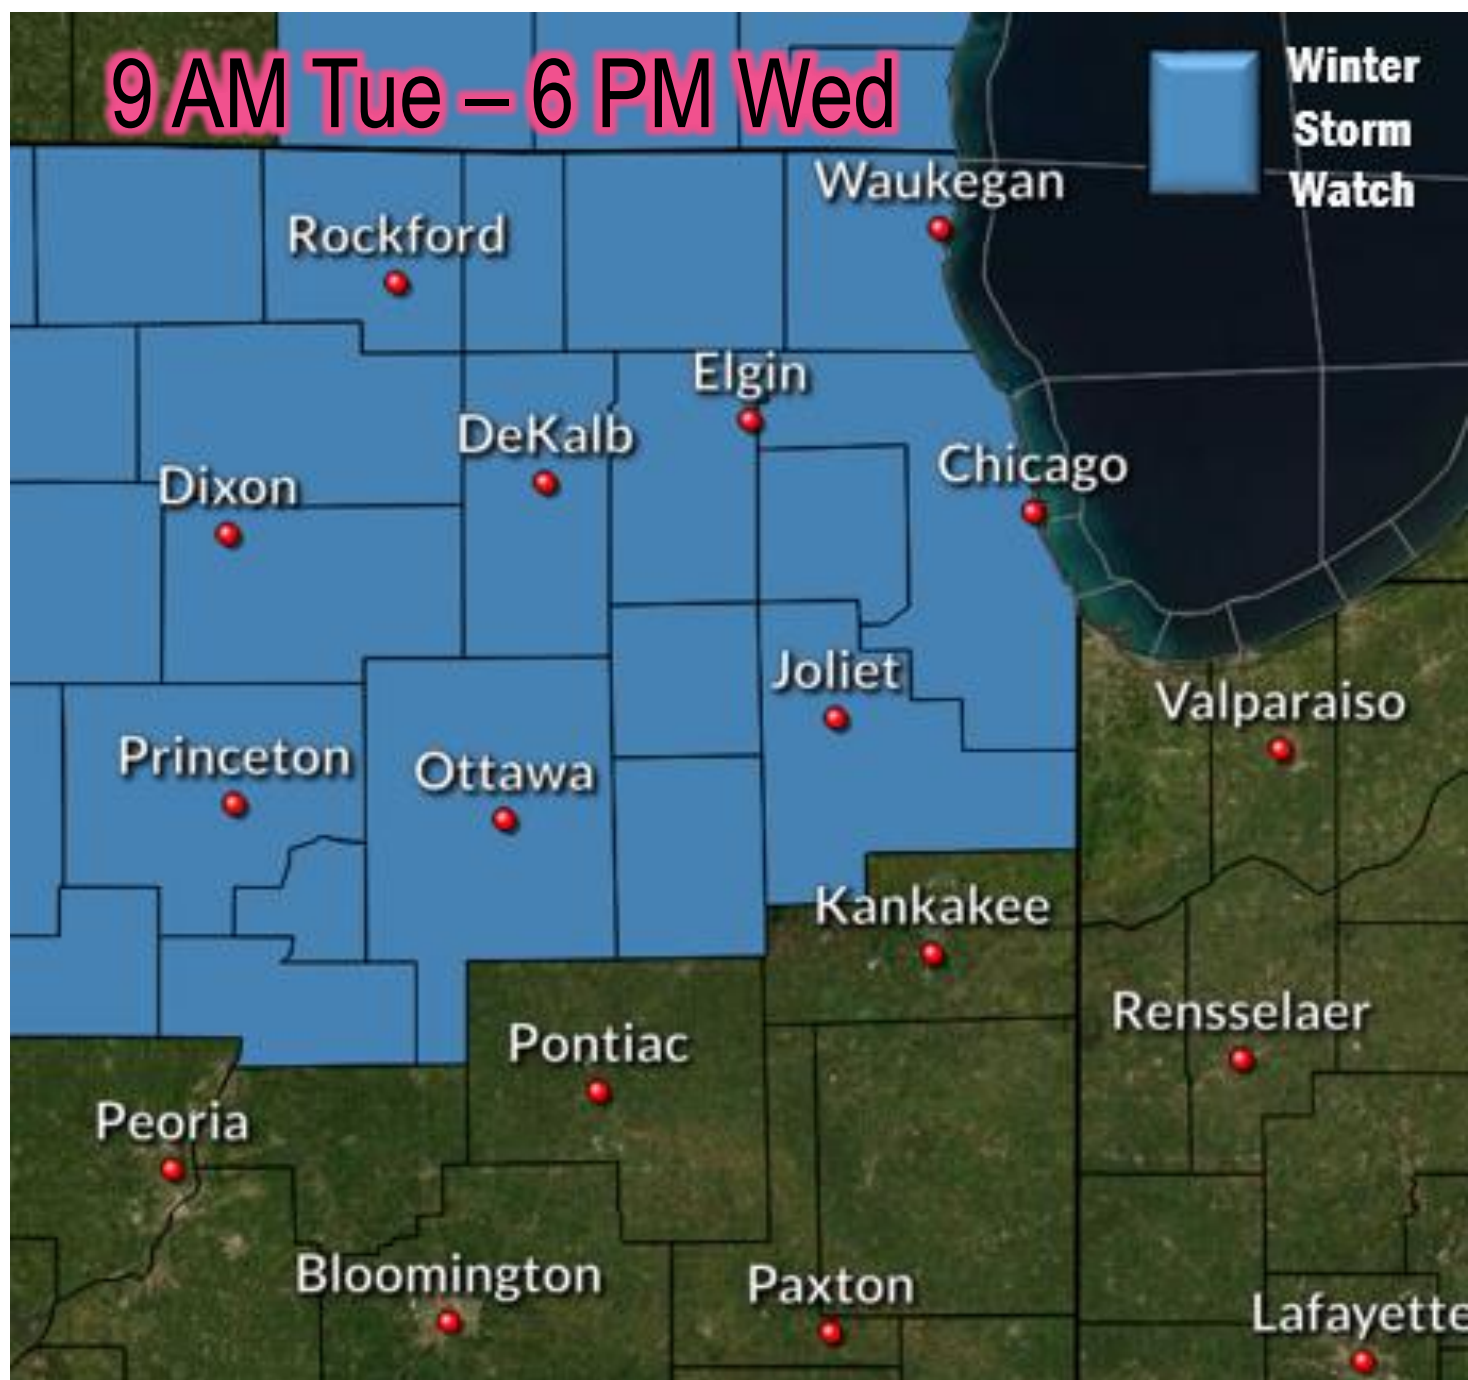 9 AM Tue – 6 PM Wed
Winter
Storm
Watch
Waukegan
Rockford
Elgin
DeKalb
Chicago
Dixon
Joliet
Valparaiso
Princeton
Ottawa
Kankakee
Rensselaer
Pontiac
Peoria
Bloomington
Paxton
Lafayette